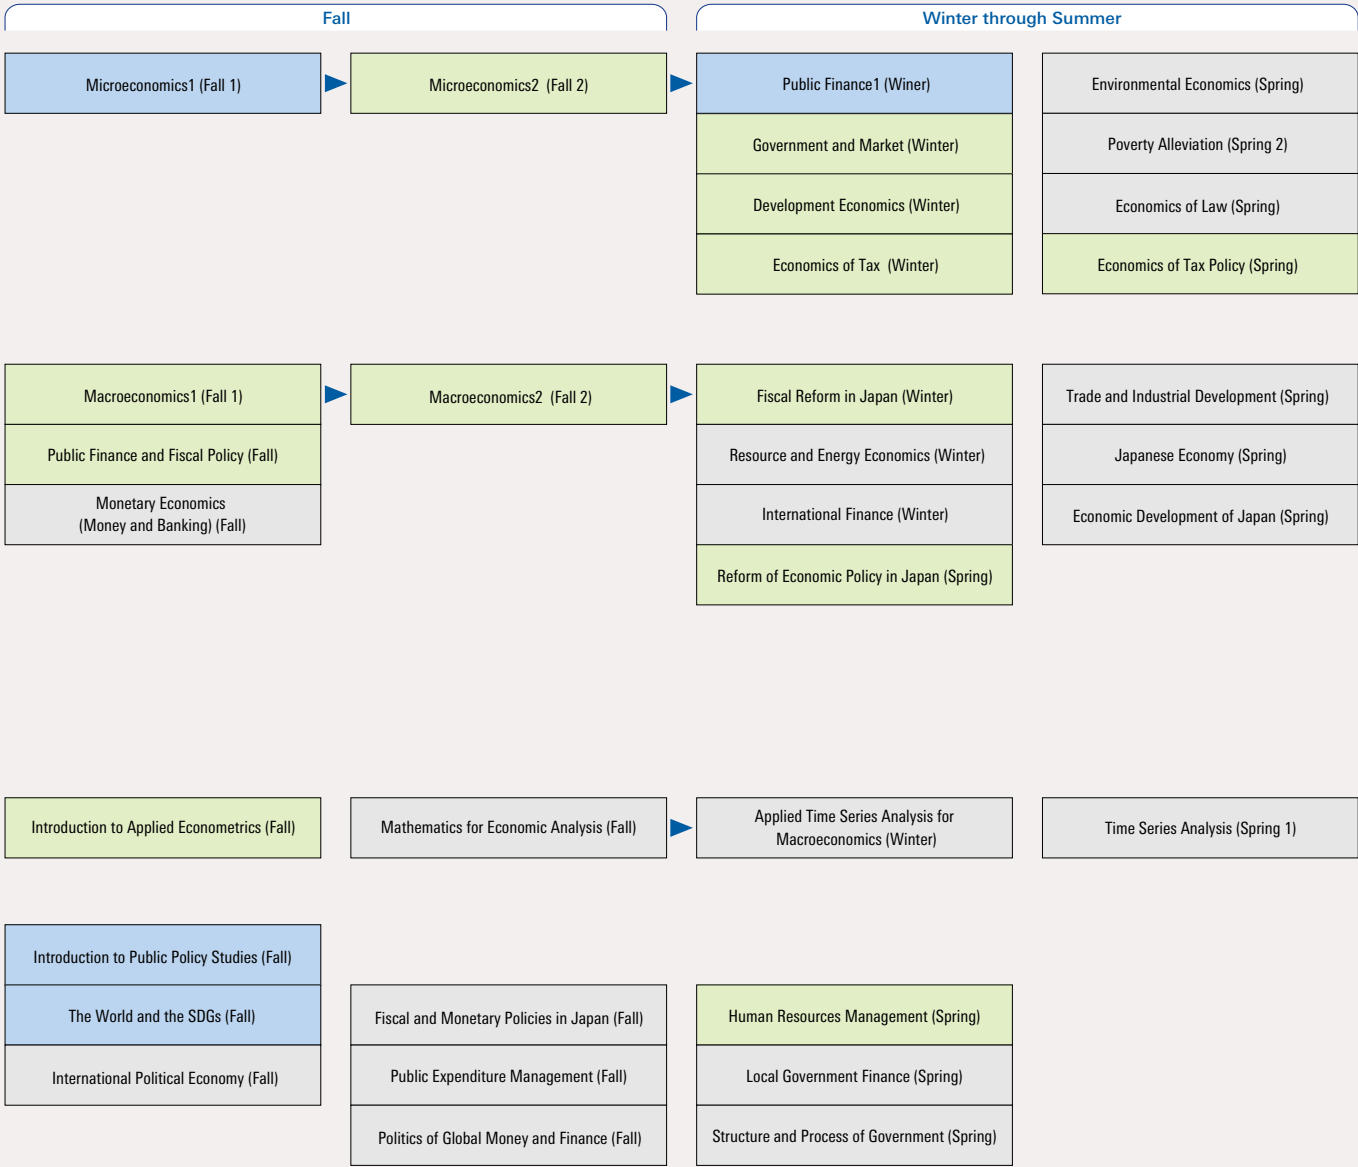 Fall
Winter through Summer
Microeconomics1 (Fall 1)
Microeconomics2 (Fall 2)
Public Finance1 (Winer)
Environmental Economics (Spring)
Government and Market (Winter)
Poverty Alleviation (Spring 2)
Development Economics (Winter)
Economics of Law (Spring)
Economics of Tax (Winter)
Economics of Tax Policy (Spring)
Macroeconomics1 (Fall 1)
Macroeconomics2 (Fall 2)
Fiscal Reform in Japan (Winter)
Trade and Industrial Development (Spring)
Public Finance and Fiscal Policy (Fall)
Resource and Energy Economics (Winter)
Japanese Economy (Spring)
Monetary Economics
(Money and Banking) (Fall)
International Finance (Winter)
Economic Development of Japan (Spring)
Reform of Economic Policy in Japan (Spring)
Introduction to Applied Econometrics (Fall)
Mathematics for Economic Analysis (Fall)
Applied Time Series Analysis for
Macroeconomics (Winter)
Time Series Analysis (Spring 1)
Introduction to Public Policy Studies (Fall)
The World and the SDGs (Fall)
Fiscal and Monetary Policies in Japan (Fall)
Human Resources Management (Spring)
International Political Economy (Fall)
Public Expenditure Management (Fall)
Local Government Finance (Spring)
Politics of Global Money and Finance (Fall)
Structure and Process of Government (Spring)